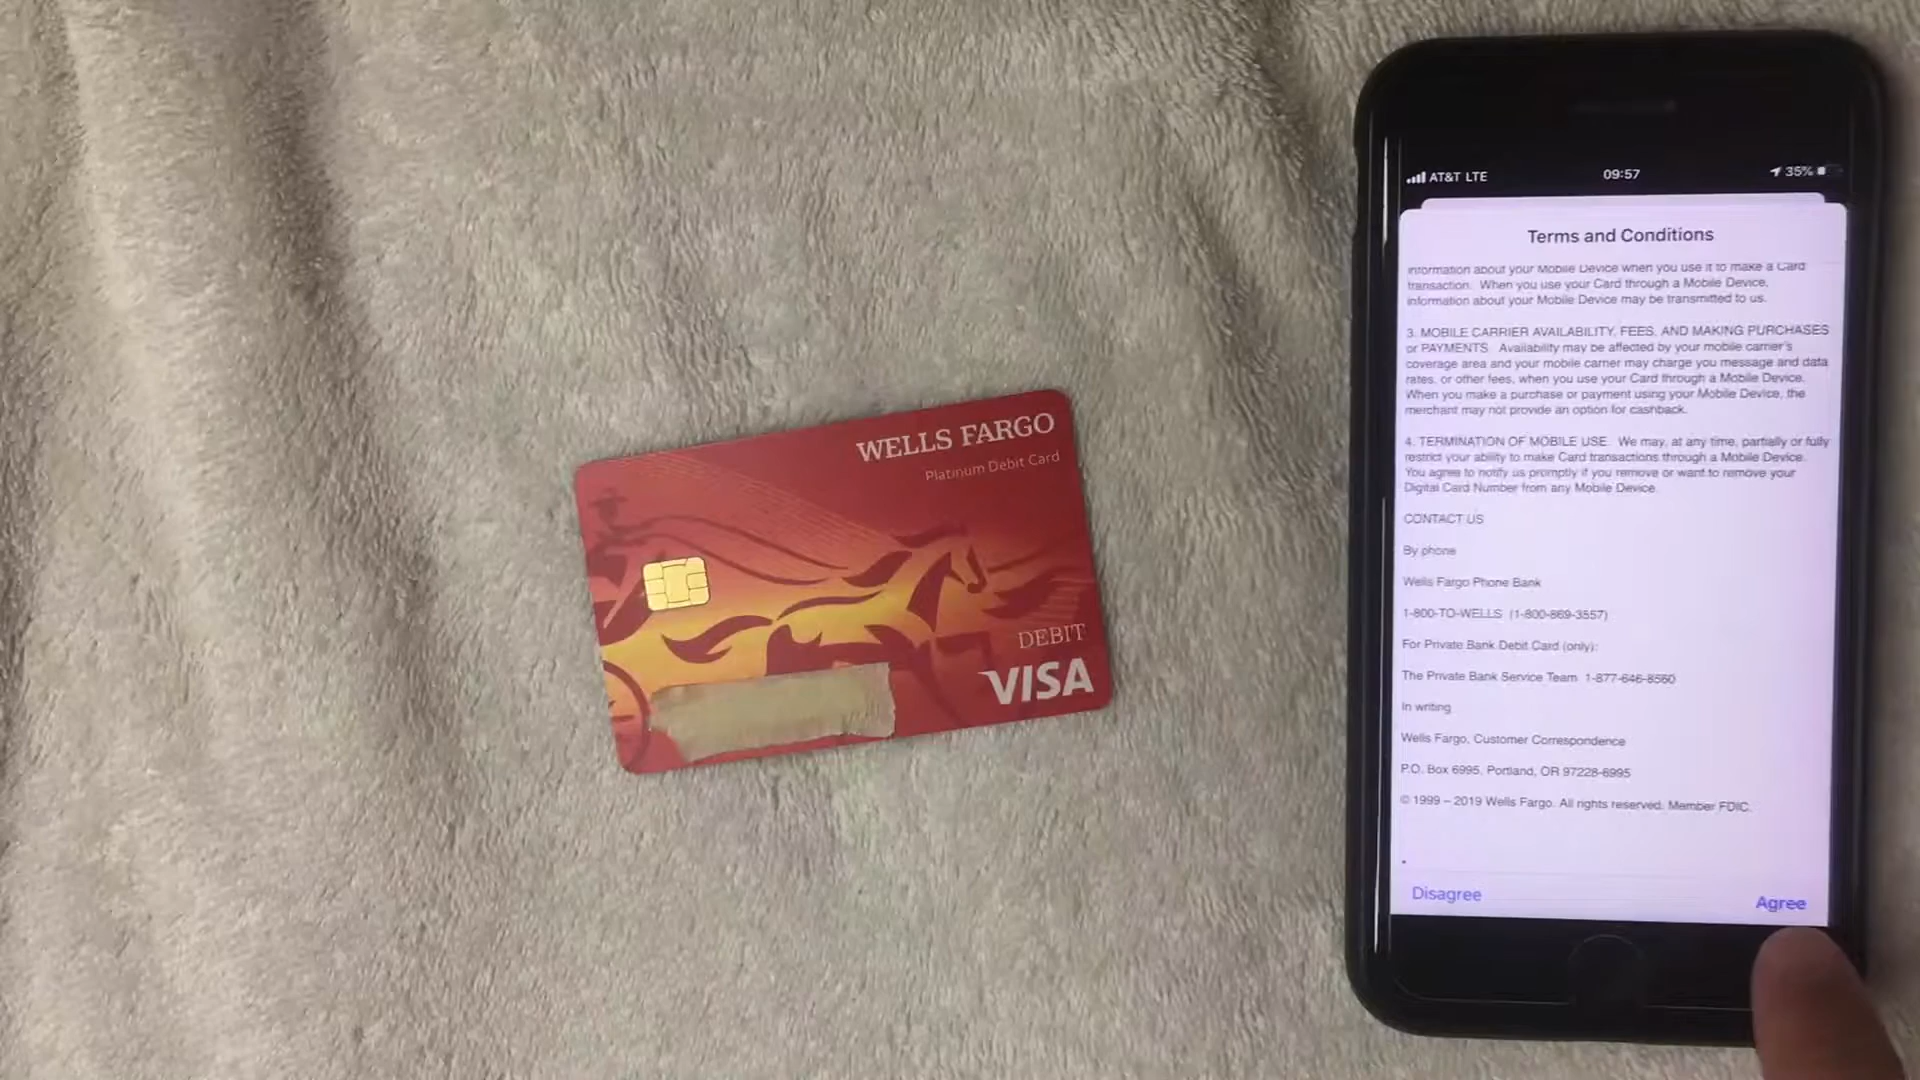 WELLS FARGO
Platinum Debit Card
DEBIT
VISA
AT&T LTE
09:57
35%
Terms and Conditions
information about your Mobile Device when you use it to make a Card
transaction. When you use your Card through a Mobile Device,
information about your Mobile Device may be transmitted to us.
3. MOBILE CARRIER AVAILABILITY, FEES, AND MAKING PURCHASES
or PAYMENTS. Availability may be affected by your mobile carrier's
coverage area and your mobile carrier may charge you message and data
rates, or other fees, when you use your Card through a Mobile Device.
When you make a purchase or payment using your Mobile Device, the
merchant may not provide an option for cashback.
4. TERMINATION OF MOBILE USE. We may, at any time, partially or fully
restrict your ability to make Card transactions through a Mobile Device.
You agree to notify us promptly if you remove or want to remove your
Digital Card Number from any Mobile Device.
CONTACT US
By phone
Wells Fargo Phone Bank
1-800-TO-WELLS (1-800-869-3557)
For Private Bank Debit Card (only):
The Private Bank Service Team 1-877-646-8560
In writing
Wells Fargo, Customer Correspondence
P.O. Box 6995, Portland, OR 97228-6995
© 1999 – 2019 Wells Fargo. All rights reserved. Member FDIC.
.
Disagree
Agree